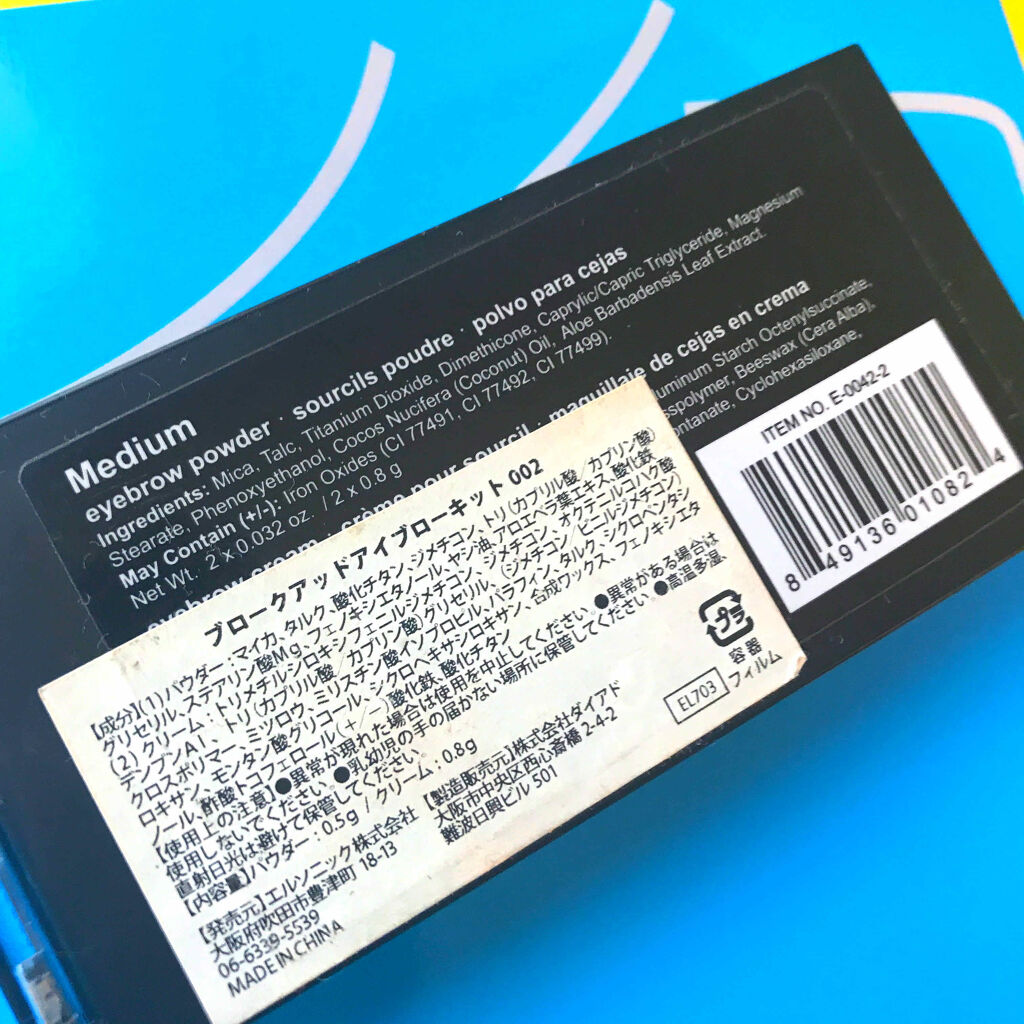 Medium
eyebrow powder · sourcils poudre · polvo para cejas
Ingredients: Mica, Talc, Titanium Dioxide, Dimethicone, Caprylic/Capric Triglyceride, Magnesium
Stearate, Phenoxyethanol, Cocos Nucifera (Coconut) Oil, Aloe Barbadensis Leaf Extract.
May Contain (+/-): Iron Oxides (CI 77491, CI 77492, CI 77499).
Net Wt. 2 x 0.032 oz. / 2 x 0.8 g
eyebrow cream · crème pour sourcil · maquillaje de cejas en crema
Starch Octenylsuccinate,
Beeswax (Cera Alba),
Cyclohexasiloxane,
ITEM NO. E-0042-2
8 49136 01082 4
ブロークアッドアイブローキット 002
【成分】(1)パウダー:マイカ、タルク、酸化チタン、ジメチコン、トリ(カプリル酸/カプリン酸)
グリセリル、ステアリン酸Mg、フェノキシエタノール、ヤシ油、アロエベラ葉エキス、酸化鉄
(2)クリーム:トリメチルシロキシフェニルジメチコン、ジメチコン、オクテニルコハク酸
デンプンAl、トリ(カプリル酸/カプリン酸)グリセリル、(ジメチコン/ビニルジメチコン)
クロスポリマー、ミツロウ、ミリスチン酸イソプロピル、パラフィン、タルク、シクロペンタシ
ロキサン、モンタン酸グリコール、シクロヘキサシロキサン、合成ワックス、フェノキシエタ
ノール、酢酸トコフェロール(+/-)酸化鉄、酸化チタン
【使用上の注意】●異常が現れた場合は使用を中止してください。●異常がある場合は
使用しないでください。●乳幼児の手の届かない場所に保管してください。●高温多湿、
直射日光は避けて保管してください。
【内容量】パウダー:0.5g / クリーム:0.8g
【発売元】エルソニック株式会社
大阪府吹田市豊津町 18-13
06-6339-5539
MADE IN CHINA
【製造販売元】株式会社ダイアド
大阪市中央区西心斎橋 2-4-2
難波日興ビル 501
EL703
プラ
容器
フィルム